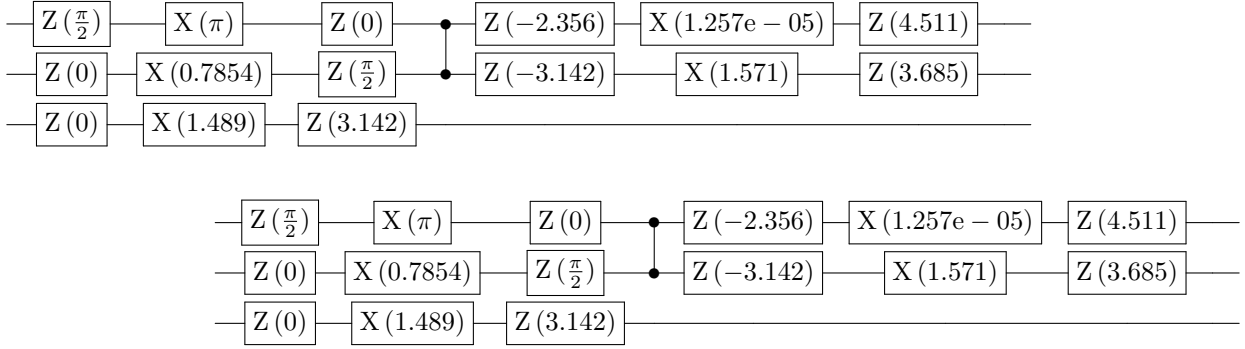 Z(π/2) X(π) Z(0) Z(−2.356) X(1.257e − 05) Z(4.511)
Z(0) X(0.7854) Z(π/2) Z(−3.142) X(1.571) Z(3.685)
Z(0) X(1.489) Z(3.142)
Z(π/2) X(π) Z(0) Z(−2.356) X(1.257e − 05) Z(4.511)
Z(0) X(0.7854) Z(π/2) Z(−3.142) X(1.571) Z(3.685)
Z(0) X(1.489) Z(3.142)